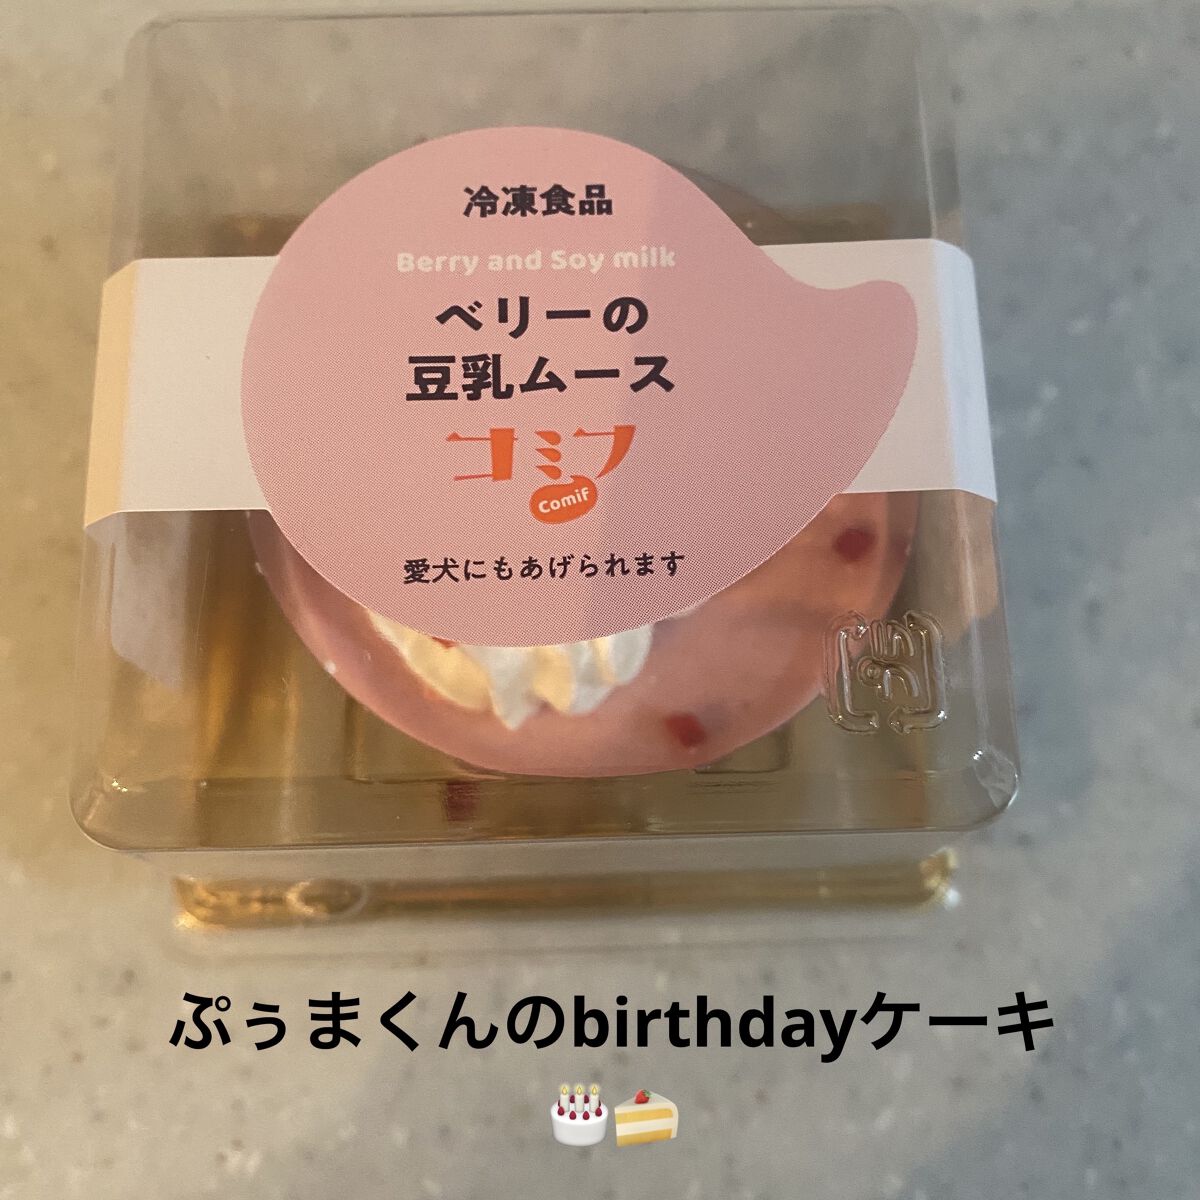 冷凍食品
Berry and Soy milk
ベリーの
豆乳ムース
コミフ
Comif
愛犬にもあげられます
プラ
ぷぅまくんのbirthdayケーキ
🎂🍰